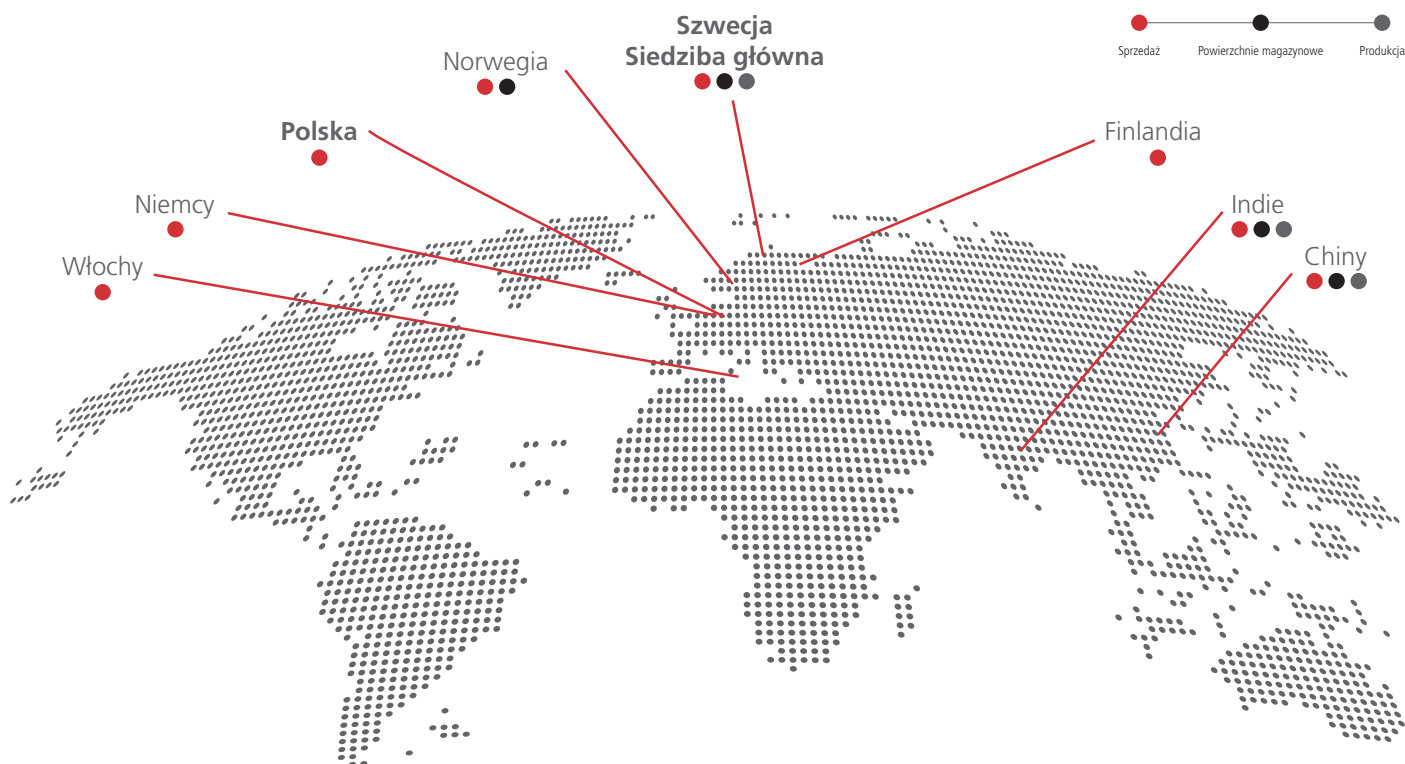 Szwecja
Siedziba główna
Norwegia
Polska
Niemcy
Włochy
Finlandia
Indie
Chiny
Sprzedaż
Powierzchnie magazynowe
Produkcja